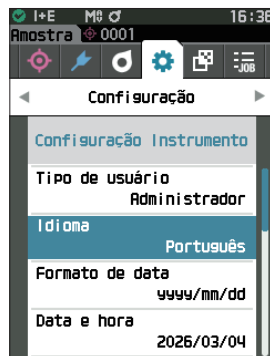 I+E M0 16:36
Amostra 0001
-JOB
Configuração
Configuração Instrumento
Tipo de usuário
Administrador
Idioma
Português
Formato de data
yyyy/mm/dd
Data e hora
2026/03/04